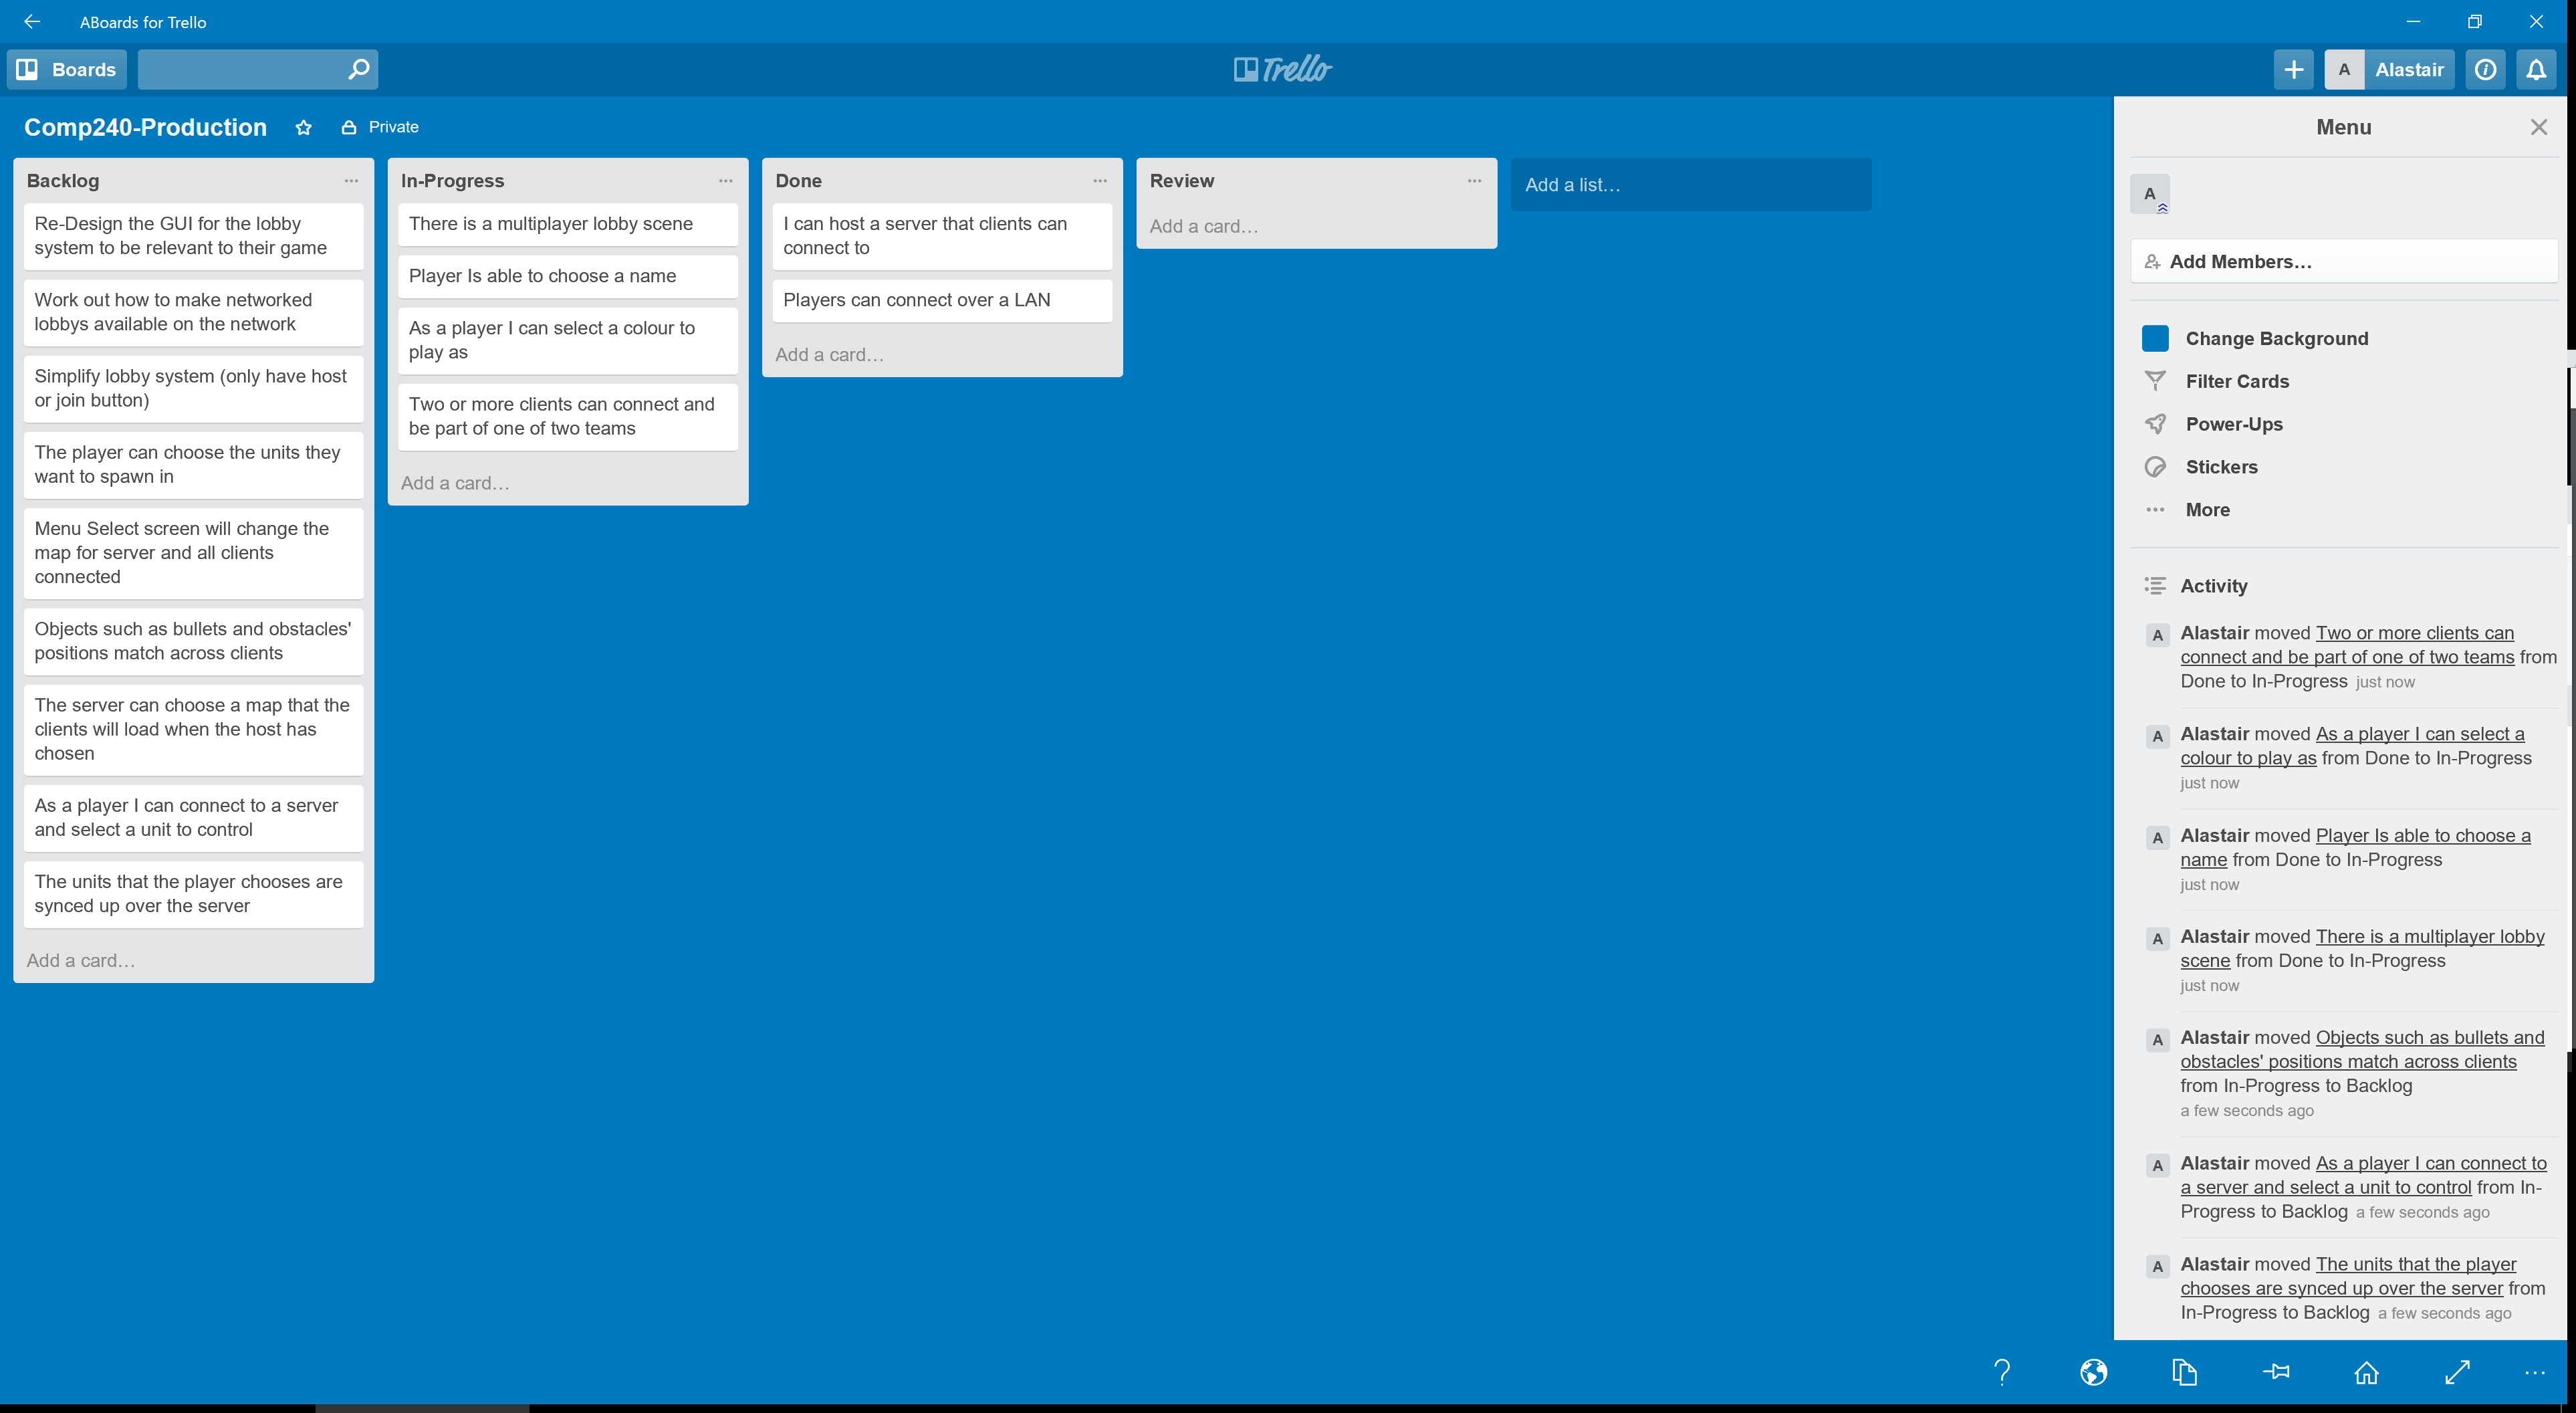 ABoards for Trello
Boards
Trello
A
Alastair
Comp240-Production
Private
Backlog
Re-Design the GUI for the lobby
system to be relevant to their game
Work out how to make networked
lobbys available on the network
Simplify lobby system (only have host
or join button)
The player can choose the units they
want to spawn in
Menu Select screen will change the
map for server and all clients
connected
Objects such as bullets and obstacles'
positions match across clients
The server can choose a map that the
clients will load when the host has
chosen
As a player I can connect to a server
and select a unit to control
The units that the player chooses are
synced up over the server
Add a card…
In-Progress
There is a multiplayer lobby scene
Player Is able to choose a name
As a player I can select a colour to
play as
Two or more clients can connect and
be part of one of two teams
Add a card…
Done
I can host a server that clients can
connect to
Players can connect over a LAN
Add a card…
Review
Add a card…
Add a list…
Menu
A
Add Members…
Change Background
Filter Cards
Power-Ups
Stickers
More
Activity
A
Alastair moved Two or more clients can
connect and be part of one of two teams from
Done to In-Progress just now
A
Alastair moved As a player I can select a
colour to play as from Done to In-Progress
just now
A
Alastair moved Player Is able to choose a
name from Done to In-Progress
just now
A
Alastair moved There is a multiplayer lobby
scene from Done to In-Progress
just now
A
Alastair moved Objects such as bullets and
obstacles' positions match across clients
from In-Progress to Backlog
a few seconds ago
A
Alastair moved As a player I can connect to
a server and select a unit to control from In-
Progress to Backlog a few seconds ago
A
Alastair moved The units that the player
chooses are synced up over the server from
In-Progress to Backlog a few seconds ago